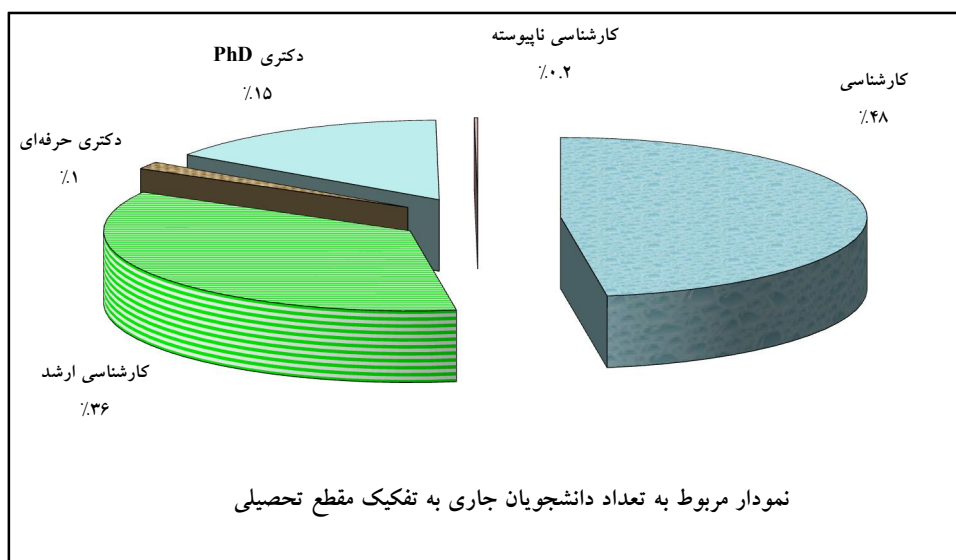 کارشناسی ناپیوسته
٪۰.۲
کارشناسی
٪۴۸
دکتری PhD
٪۱۵
دکتری حرفه‌ای
٪۱
کارشناسی ارشد
٪۳۶
نمودار مربوط به تعداد دانشجویان جاری به تفکیک مقطع تحصیلی